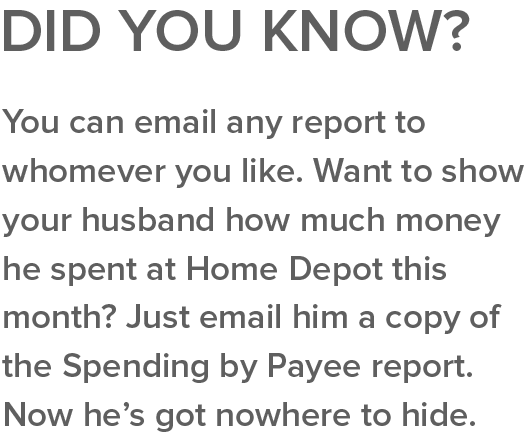 DID YOU KNOW?
You can email any report to
whomever you like. Want to show
your husband how much money
he spent at Home Depot this
month? Just email him a copy of
the Spending by Payee report.
Now he’s got nowhere to hide.